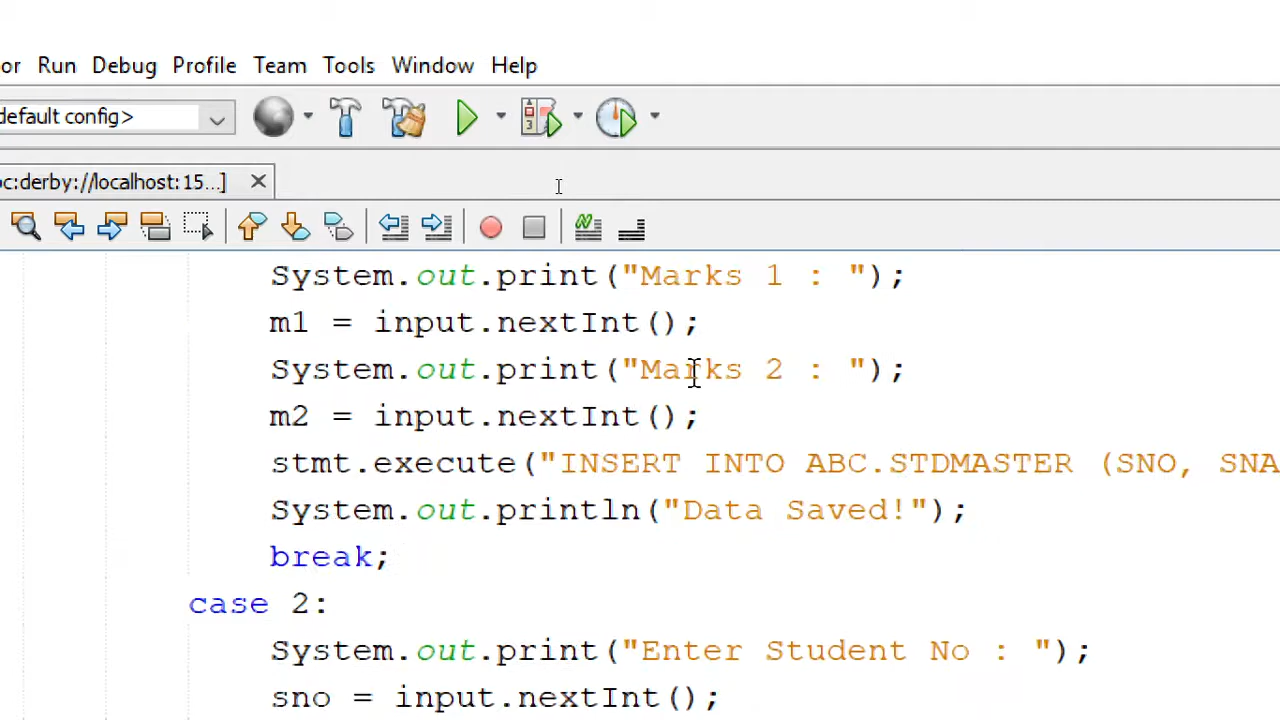 or Run Debug Profile Team Tools Window Help
default config>
oc:derby://localhost:15...]
System.out.print("Marks 1 : ");
m1 = input.nextInt();
System.out.print("Marks 2 : ");
m2 = input.nextInt();
stmt.execute("INSERT INTO ABC.STDMASTER (SNO, SNA
System.out.println("Data Saved!");
break;
case 2:
System.out.print("Enter Student No : ");
sno = input.nextInt();